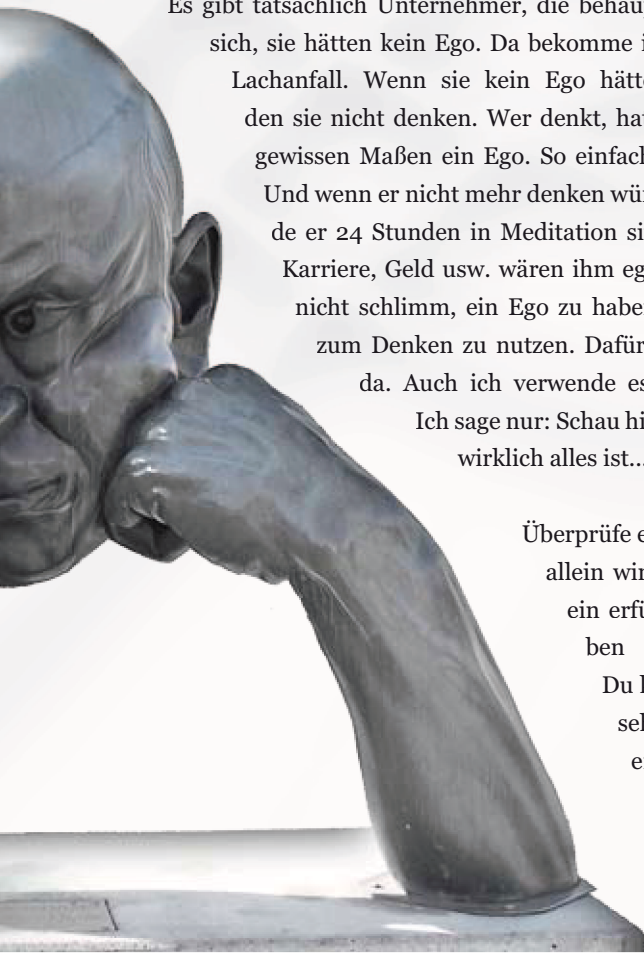 Es gibt tatsächlich Unternehmer, die behau
sich, sie hätten kein Ego. Da bekomme i
Lachanfall. Wenn sie kein Ego hätt
den sie nicht denken. Wer denkt, hat
gewissen Maßen ein Ego. So einfach
Und wenn er nicht mehr denken wür
de er 24 Stunden in Meditation si
Karriere, Geld usw. wären ihm eg
nicht schlimm, ein Ego zu habe
zum Denken zu nutzen. Dafür
da. Auch ich verwende es
Ich sage nur: Schau hi
wirklich alles ist...
Überprüfe e
allein wir
ein erfü
ben
Du
sel
e